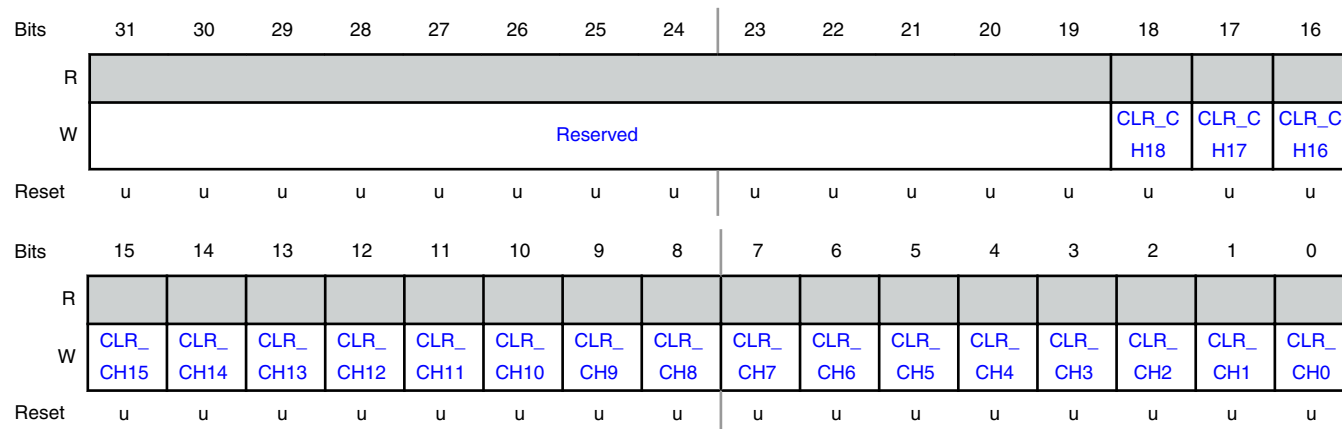 Bits 31 30 29 28 27 26 25 24 23 22 21 20 19 18 17 16
R
W Reserved CLR_C CLR_C CLR_C
H18 H17 H16
Reset u u u u u u u u u u u u u u u u
Bits 15 14 13 12 11 10 9 8 7 6 5 4 3 2 1 0
R
W CLR_ CLR_ CLR_ CLR_ CLR_ CLR_ CLR_ CLR_ CLR_ CLR_ CLR_ CLR_ CLR_ CLR_ CLR_ CLR_
CH15 CH14 CH13 CH12 CH11 CH10 CH9 CH8 CH7 CH6 CH5 CH4 CH3 CH2 CH1 CH0
Reset u u u u u u u u u u u u u u u u